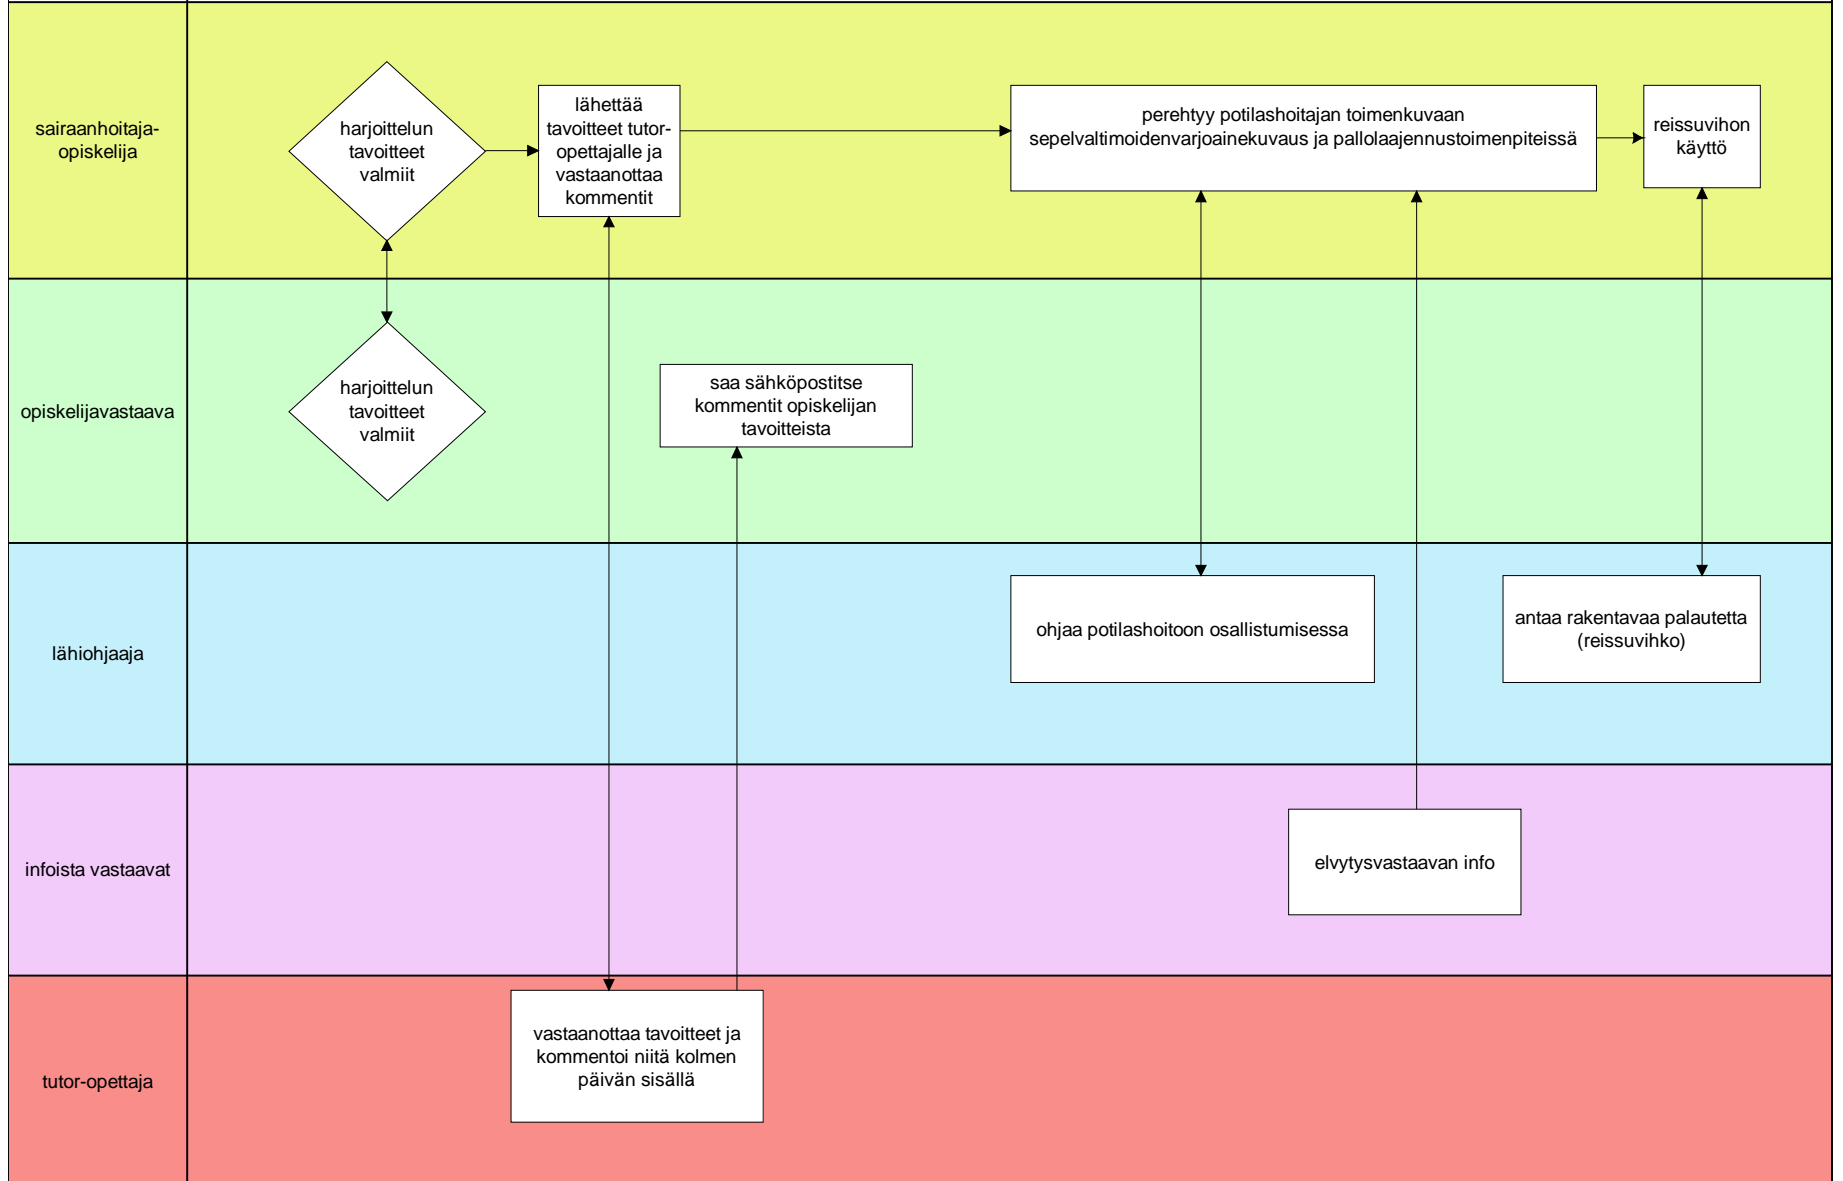 sairaanhoitaja-
opiskelija
harjoittelun
tavoitteet
valmiit
lähettää
tavoitteet tutor-
opettajalle ja
vastaanottaa
kommentit
perehtyy potilashoitajan toimenkuvaan
sepelvaltimoidenvarjoainekuvaus ja pallolaajennustoimenpiteissä
reissuvihon
käyttö
opiskelijavastaava
harjoittelun
tavoitteet
valmiit
saa sähköpostitse
kommentit opiskelijan
tavoitteista
lähiohjaaja
ohjaa potilashoitoon osallistumisessa
antaa rakentavaa palautetta
(reissuvihko)
infoista vastaavat
elvytysvastaavan info
tutor-opettaja
vastaanottaa tavoitteet ja
kommentoi niitä kolmen
päivän sisällä